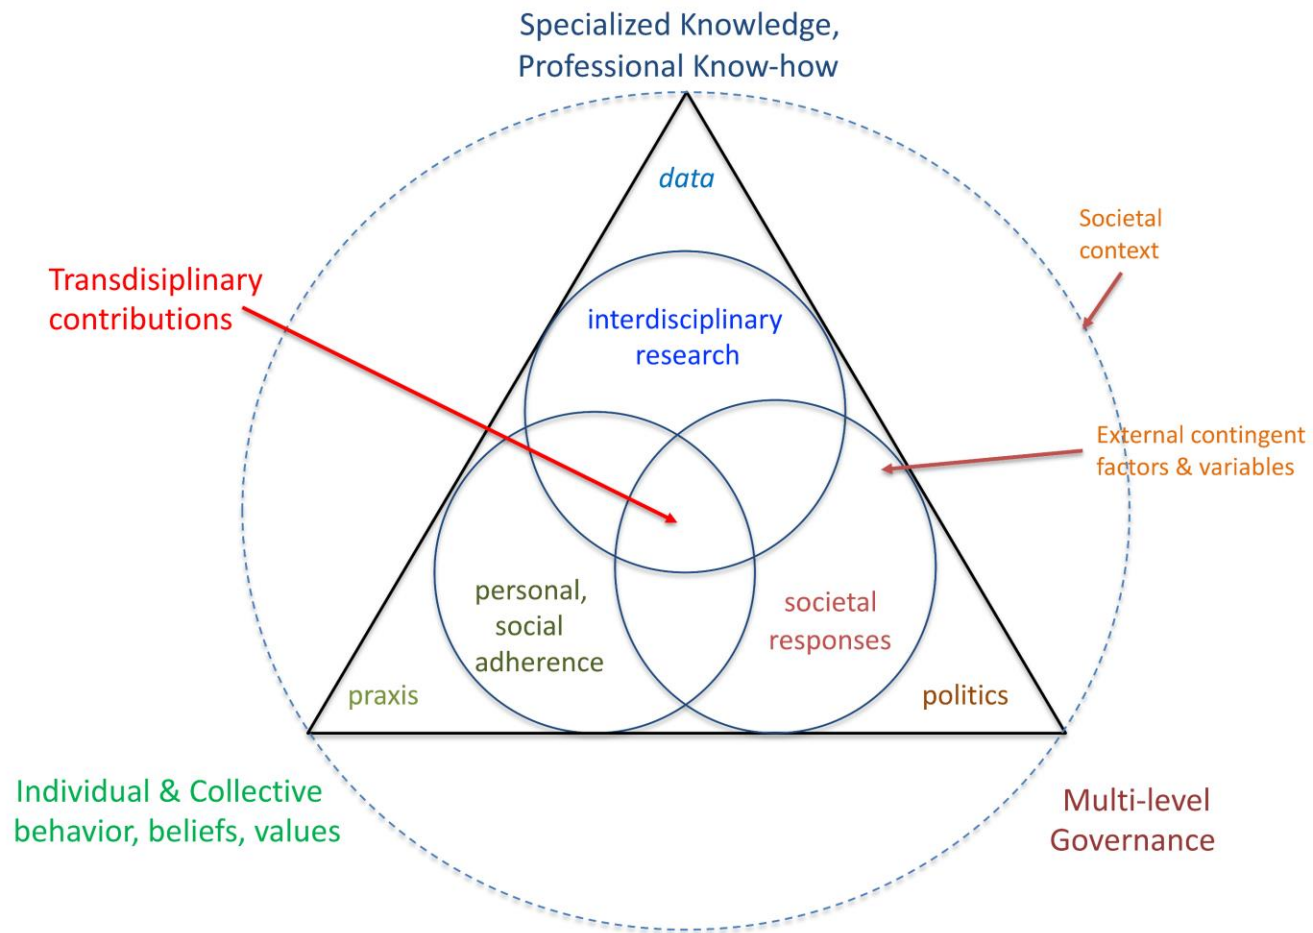 Specialized Knowledge,
Professional Know-how
data
Societal
context
Transdisiplinary
contributions
interdisciplinary
research
External contingent
factors & variables
personal,
social
adherence
societal
responses
praxis
politics
Individual & Collective
behavior, beliefs, values
Multi-level
Governance